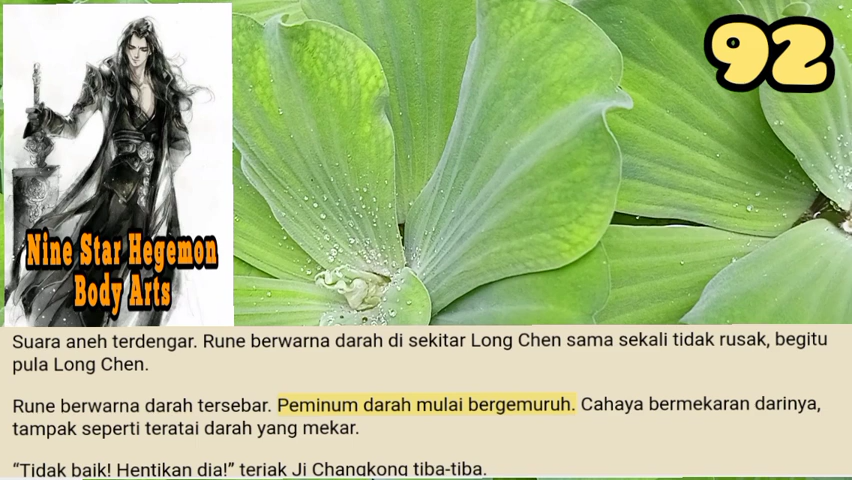 92
Nine Star Hegemon
Body Arts
Suara aneh terdengar. Rune berwarna darah di sekitar Long Chen sama sekali tidak rusak, begitu
pula Long Chen.
Rune berwarna darah tersebar. Peminum darah mulai bergemuruh. Cahaya bermekaran darinya,
tampak seperti teratai darah yang mekar.
“Tidak baik! Hentikan dia!” teriak Ji Changkong tiba-tiba.